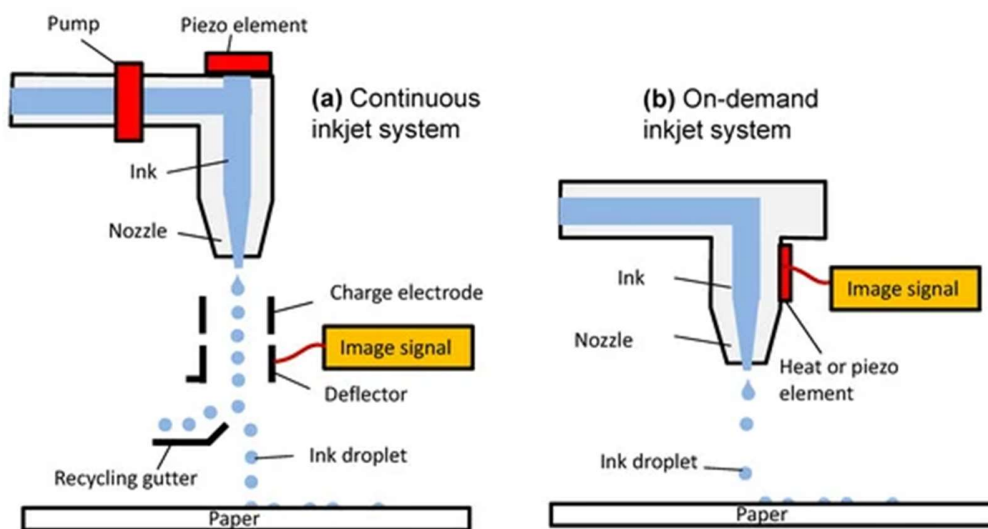 Pump
Piezo element
(a) Continuous
inkjet system
Ink
Nozzle
Charge electrode
Image signal
Deflector
Recycling gutter
Ink droplet
Paper
(b) On-demand
inkjet system
Ink
Image signal
Nozzle
Heat or piezo
element
Ink droplet
Paper